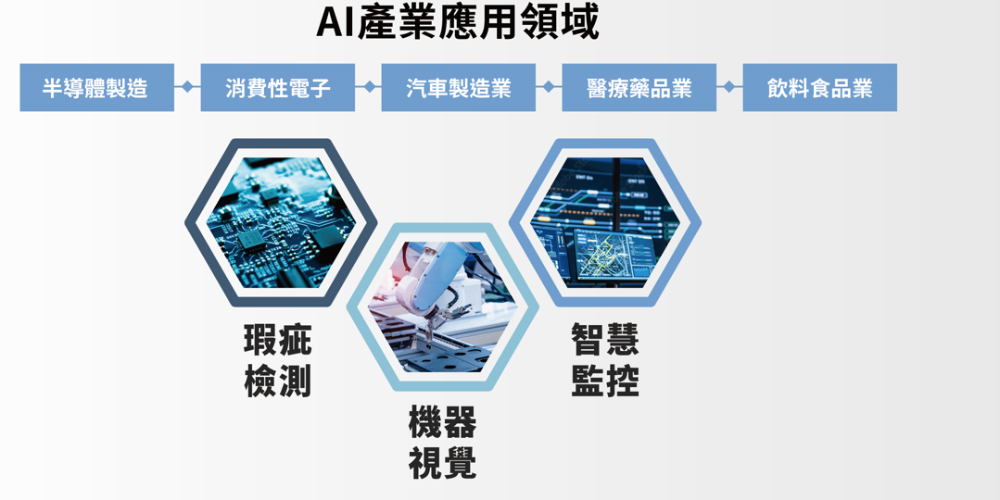 AI產業應用領域
半導體製造
消費性電子
汽車製造業
醫療藥品業
飲料食品業
瑕疵
檢測
機器
視覺
智慧
監控